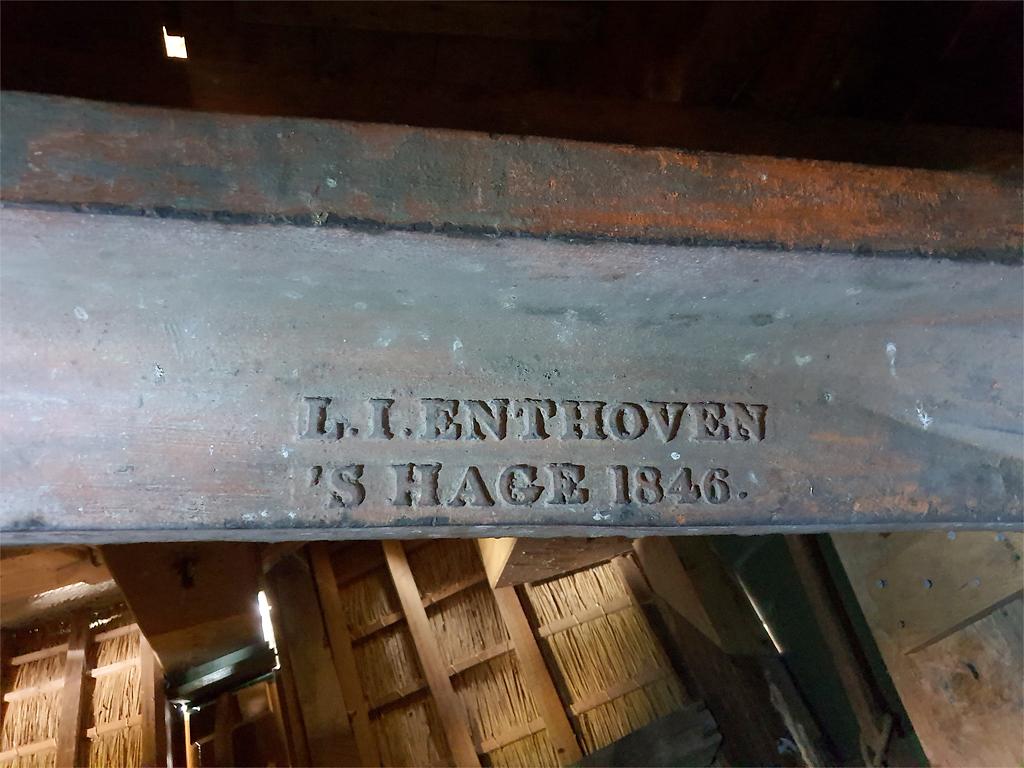 L.I.ENTHOVEN
'S HAGE 1846.